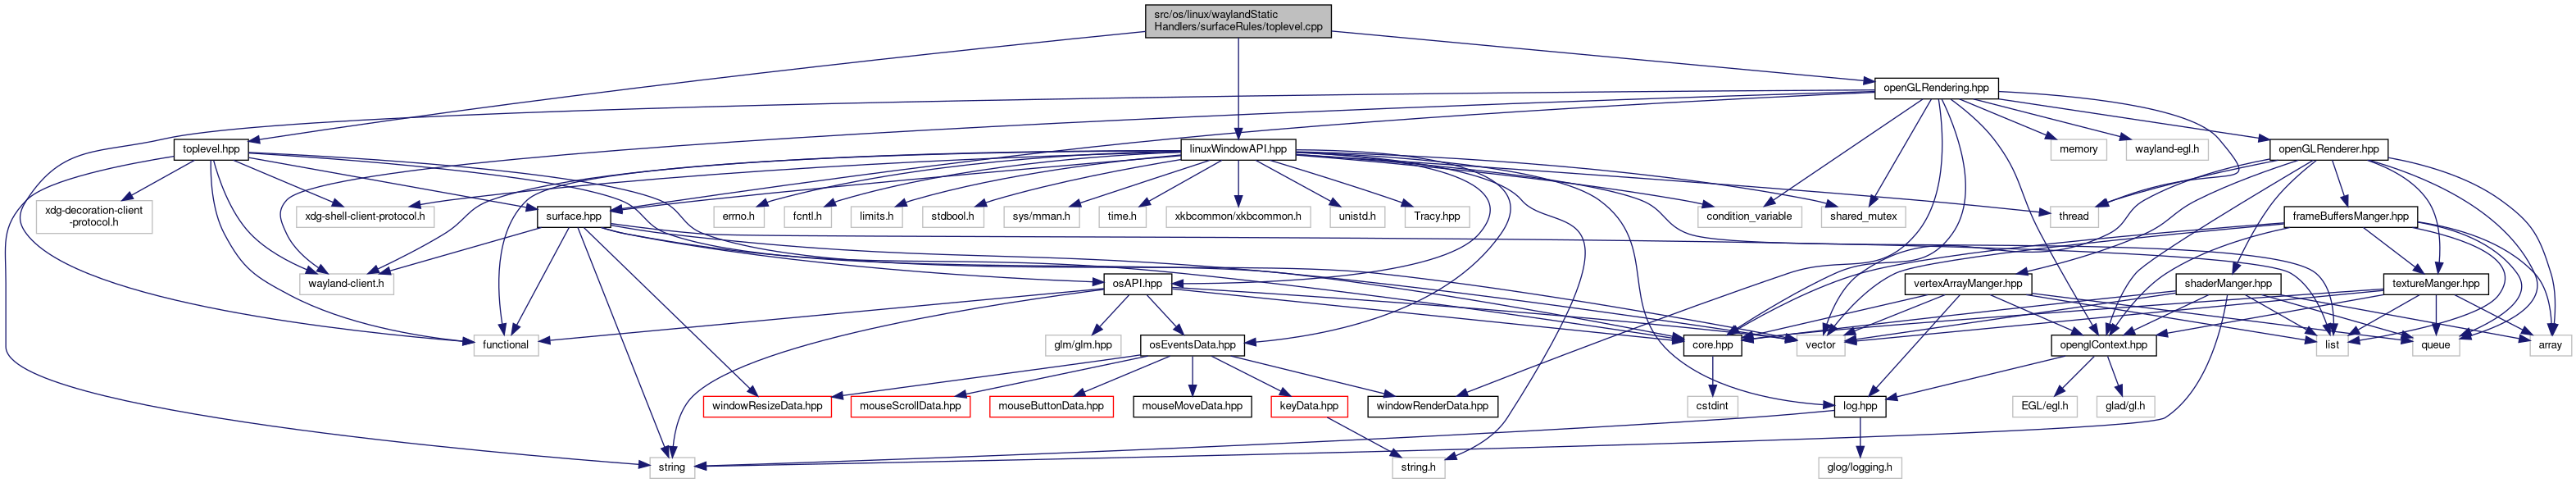 src/os/linux/waylandStatic
Handlers/surfaceRules/toplevel.cpp
openGLRendering.hpp
toplevel.hpp
linuxWindowAPI.hpp
memory
wayland-egl.h
openGLRenderer.hpp
xdg-decoration-client
-protocol.h
xdg-shell-client-protocol.h
surface.hpp
errno.h
fcntl.h
limits.h
stdbool.h
sys/mman.h
time.h
xkbcommon/xkbcommon.h
unistd.h
Tracy.hpp
condition_variable
shared_mutex
thread
frameBuffersManger.hpp
wayland-client.h
osAPI.hpp
vertexArrayManger.hpp
shaderManger.hpp
textureManger.hpp
functional
glm/glm.hpp
osEventsData.hpp
core.hpp
vector
openglContext.hpp
list
queue
array
windowResizeData.hpp
mouseScrollData.hpp
mouseButtonData.hpp
mouseMoveData.hpp
keyData.hpp
windowRenderData.hpp
cstdint
log.hpp
EGL/egl.h
glad/gl.h
string
string.h
glog/logging.h